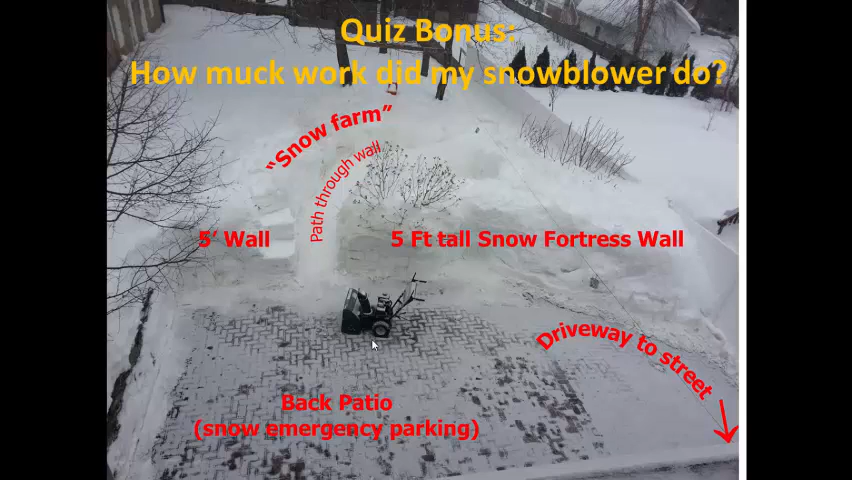 Quiz Bonus:
How muck work did my snowblower do?
"Snow farm"
Path through wall
5' Wall
5 Ft tall Snow Fortress Wall
Driveway to street
Back Patio
(snow emergency parking)